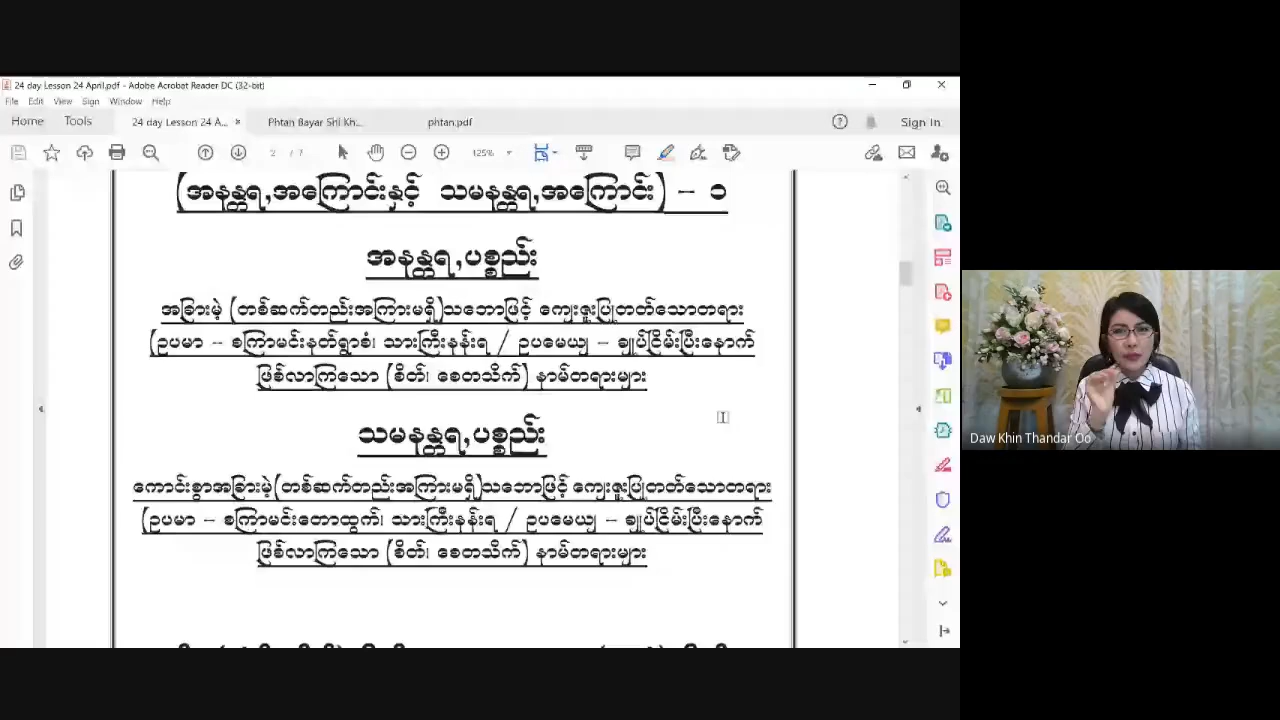 24 day Lesson 24 April.pdf - Adobe Acrobat Reader DC (32-bit)
File Edit View Sign Window Help
Home Tools 24 day Lesson 24 A... × Phtan Bayar Shi Kh... phtan.pdf Sign In
2 / 7 125%
(အနန္တရ,အကြောင်းနှင့် သမနန္တရ,အကြောင်း) – ၁
အနန္တရ,ပစ္စည်း
အခြားမဲ့ (တစ်ဆက်တည်းအကြားမရှိ)သဘောဖြင့် ကျေးဇူးပြုတတ်သောတရား
(ဥပမာ – စကြာမင်းနတ်ရွာစံ၊ သားကြီးနန်းရ / ဥပမေယျ – ချုပ်ငြိမ်းပြီးနောက်
ဖြစ်လာကြသော (စိတ်၊ စေတသိက်) နာမ်တရားများ
သမနန္တရ,ပစ္စည်း
ကောင်းစွာအခြားမဲ့(တစ်ဆက်တည်းအကြားမရှိ)သဘောဖြင့် ကျေးဇူးပြုတတ်သောတရား
(ဥပမာ – စကြာမင်းတောထွက်၊ သားကြီးနန်းရ / ဥပမေယျ – ချုပ်ငြိမ်းပြီးနောက်
ဖြစ်လာကြသော (စိတ်၊ စေတသိက်) နာမ်တရားများ
Daw Khin Thandar Oo